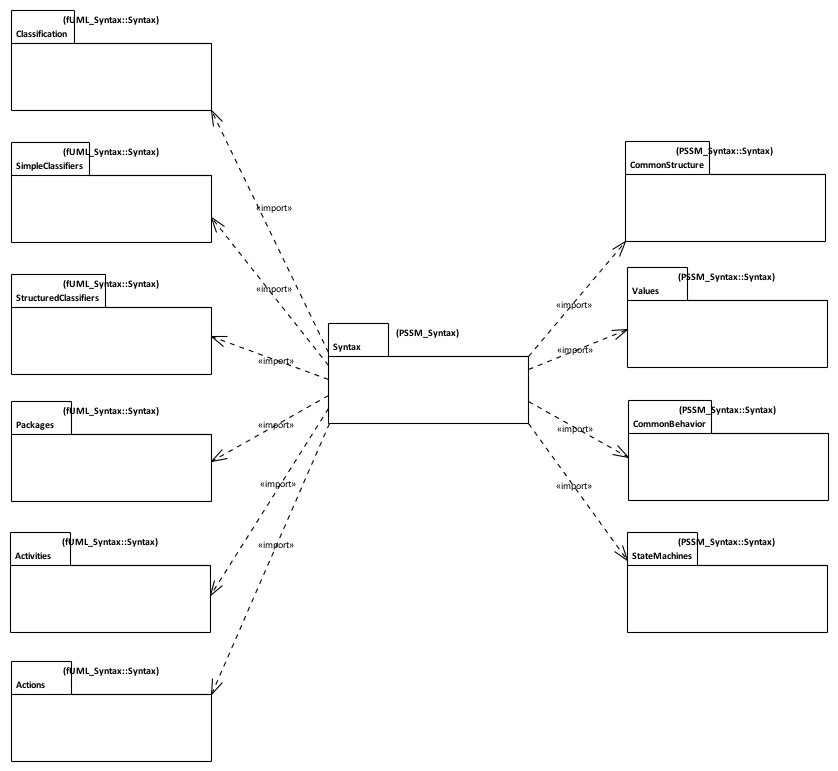 (fUML_Syntax::Syntax)
Classification
(fUML_Syntax::Syntax)
SimpleClassifiers
(fUML_Syntax::Syntax)
StructuredClassifiers
(fUML_Syntax::Syntax)
Packages
(fUML_Syntax::Syntax)
Activities
(fUML_Syntax::Syntax)
Actions
«import»
«import»
«import»
«import»
«import»
«import»
(PSSM_Syntax)
Syntax
«import»
«import»
«import»
«import»
(PSSM_Syntax::Syntax)
CommonStructure
(PSSM_Syntax::Syntax)
Values
(PSSM_Syntax::Syntax)
CommonBehavior
(PSSM_Syntax::Syntax)
StateMachines